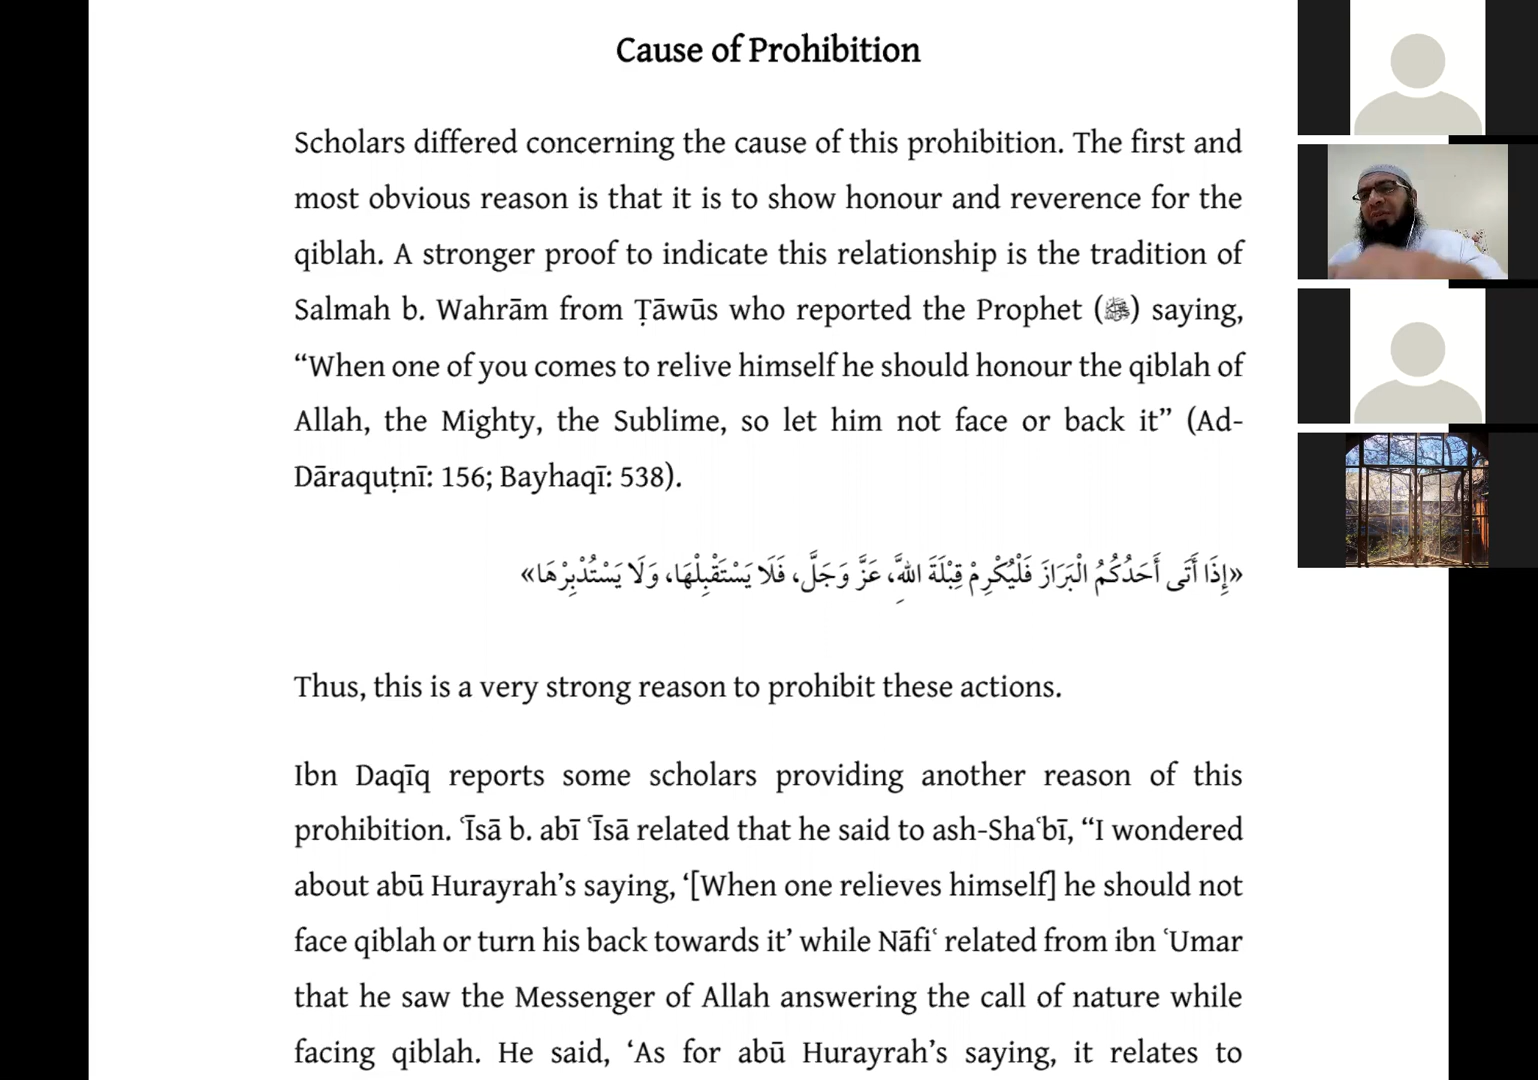 Cause of Prohibition
Scholars differed concerning the cause of this prohibition. The first and
most obvious reason is that it is to show honour and reverence for the
qiblah. A stronger proof to indicate this relationship is the tradition of
Salmah b. Wahrām from Ṭāwūs who reported the Prophet (ﷺ) saying,
“When one of you comes to relive himself he should honour the qiblah of
Allah, the Mighty, the Sublime, so let him not face or back it” (Ad-
Dāraquṭnī: 156; Bayhaqī: 538).
«إِذَا أَتَى أَحَدُكُمُ الْبَرَازَ فَلْيُكْرِمْ قِبْلَةَ اللَّهِ، عَزَّ وَجَلَّ، فَلَا يَسْتَقْبِلْهَا، وَلَا يَسْتُدْبِرْهَا»
Thus, this is a very strong reason to prohibit these actions.
Ibn Daqīq reports some scholars providing another reason of this
prohibition. ʿĪsā b. abī ʿĪsā related that he said to ash-Shaʿbī, “I wondered
about abū Hurayrah’s saying, ‘[When one relieves himself] he should not
face qiblah or turn his back towards it’ while Nāfiʿ related from ibn ʿUmar
that he saw the Messenger of Allah answering the call of nature while
facing qiblah. He said, ‘As for abū Hurayrah’s saying, it relates to